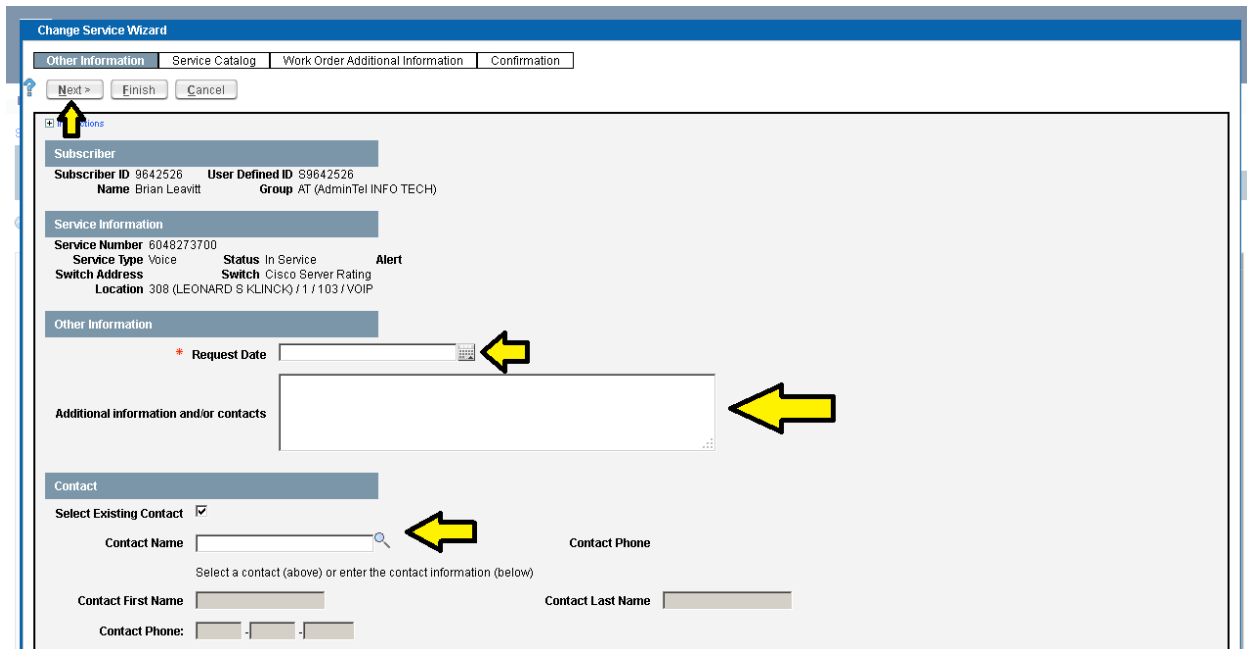 Change Service Wizard
Other Information Service Catalog Work Order Additional Information Confirmation
? Next > Finish Cancel
Subscriber
Subscriber ID 9642526 User Defined ID S9642526
Name Brian Leavitt Group AT (AdminTel INFO TECH)
Service Information
Service Number 6048273700
Service Type Voice Status In Service Alert
Switch Address Switch Cisco Server Rating
Location 308 (LEONARD S KLINCK) / 1 / 103 / VOIP
Other Information
* Request Date
Additional information and/or contacts
Contact
Select Existing Contact
Contact Name Contact Phone
Select a contact (above) or enter the contact information (below)
Contact First Name Contact Last Name
Contact Phone: - -